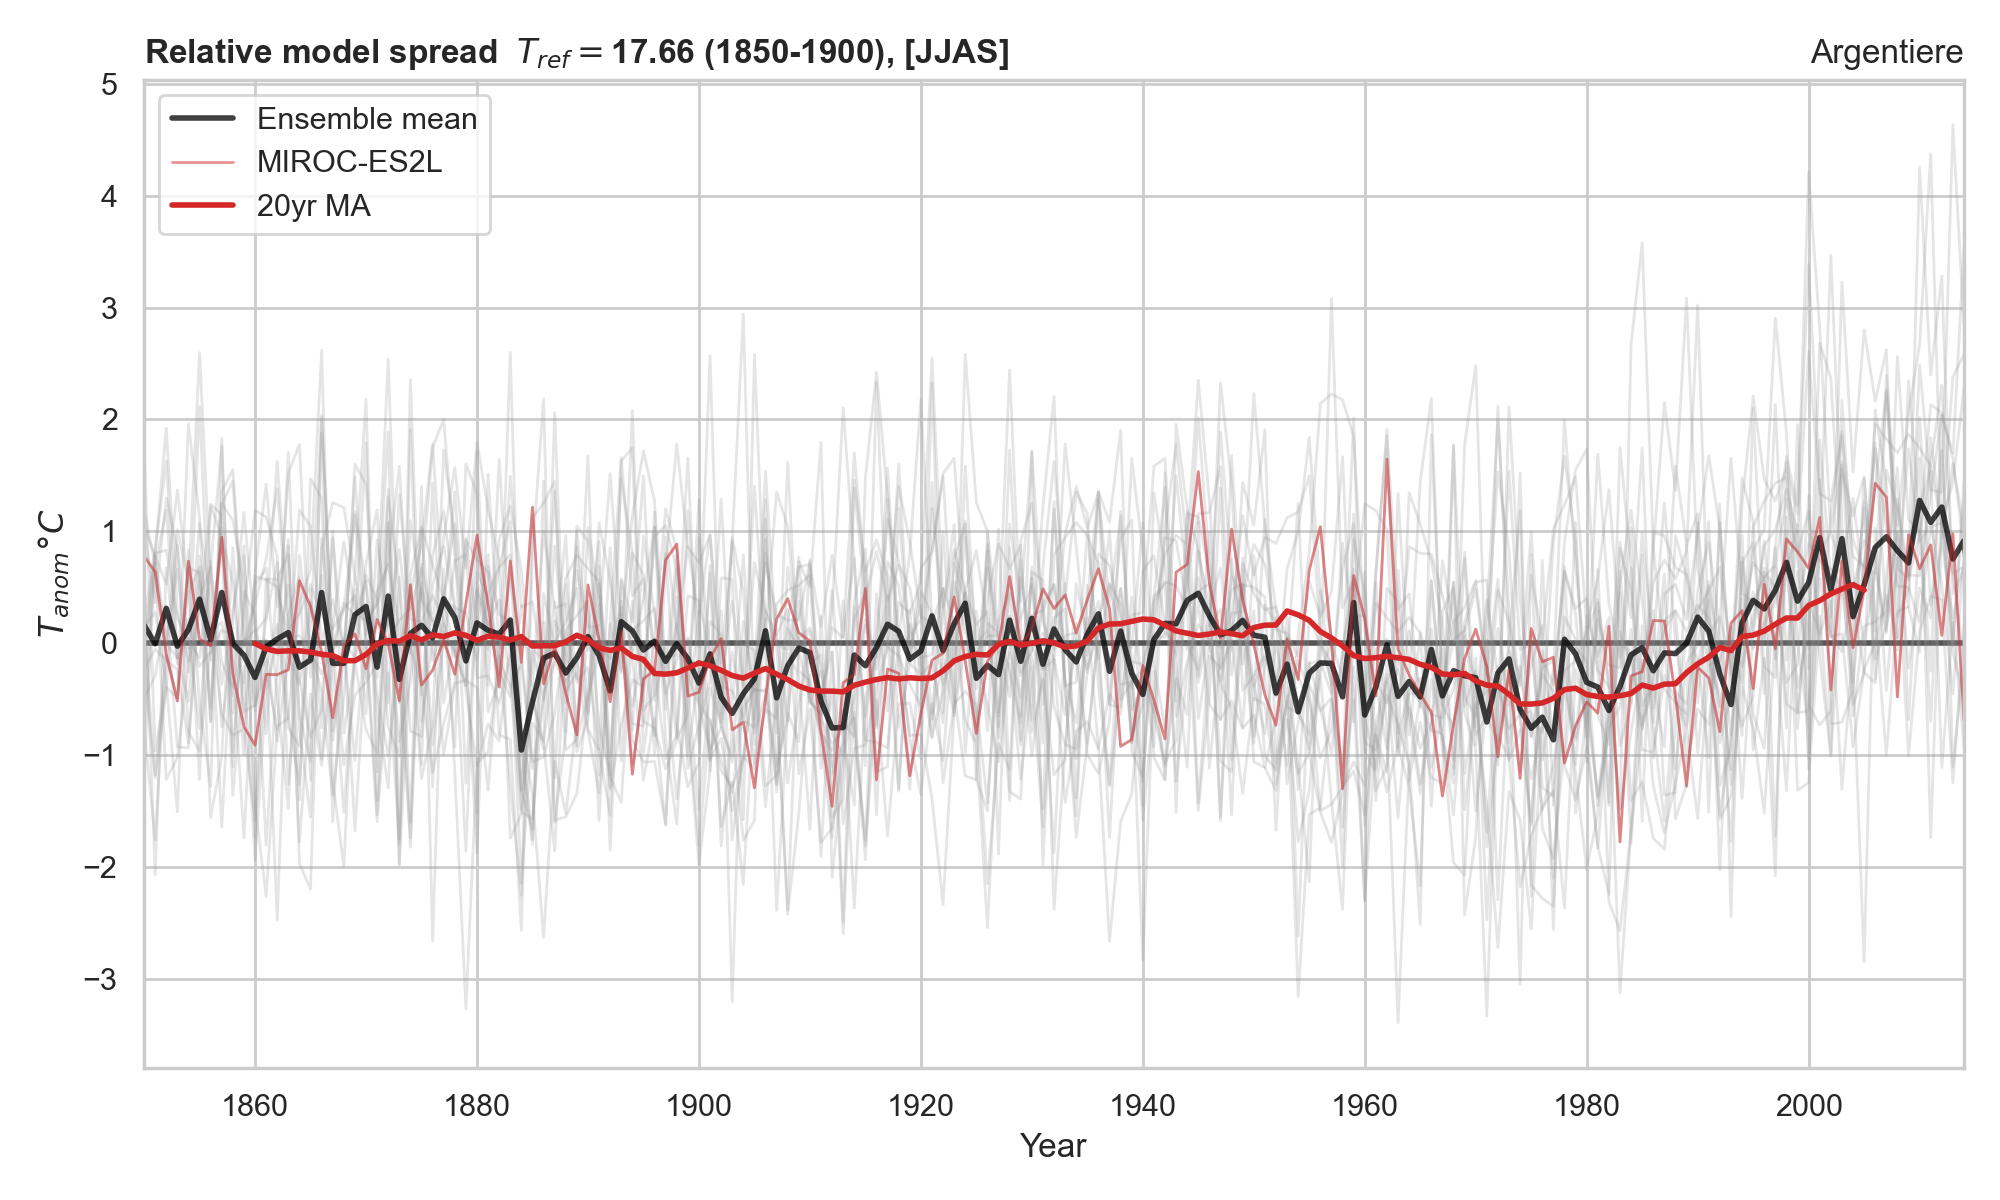 Relative model spread T_ref = 17.66 (1850-1900), [JJAS]
Argentiere
Ensemble mean
MIROC-ES2L
20yr MA
5
4
3
2
1
0
−1
−2
−3
T_anom°C
1860 1880 1900 1920 1940 1960 1980 2000
Year